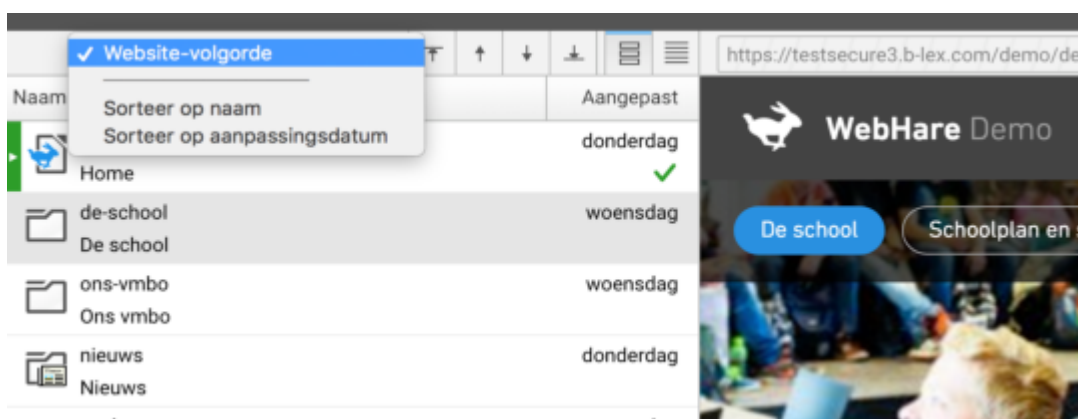 ✓ Website-volgorde
Sorteer op naam
Sorteer op aanpassingsdatum
Naam
Aangepast
donderdag
Home
de-school
woensdag
De school
ons-vmbo
woensdag
Ons vmbo
nieuws
donderdag
Nieuws
https://testsecure3.b-lex.com/demo/de
WebHare Demo
De school
Schoolplan en